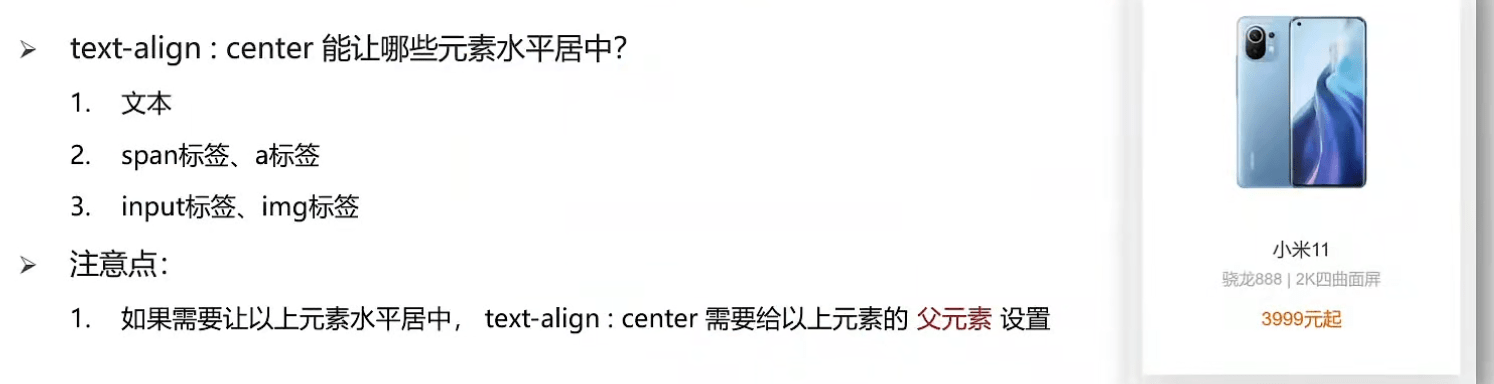 ➢ text-align : center 能让哪些元素水平居中?
1. 文本
2. span标签、a标签
3. input标签、img标签
➢ 注意点：
1. 如果需要让以上元素水平居中， text-align : center 需要给以上元素的 父元素 设置
小米11
骁龙888 | 2K四曲面屏
3999元起